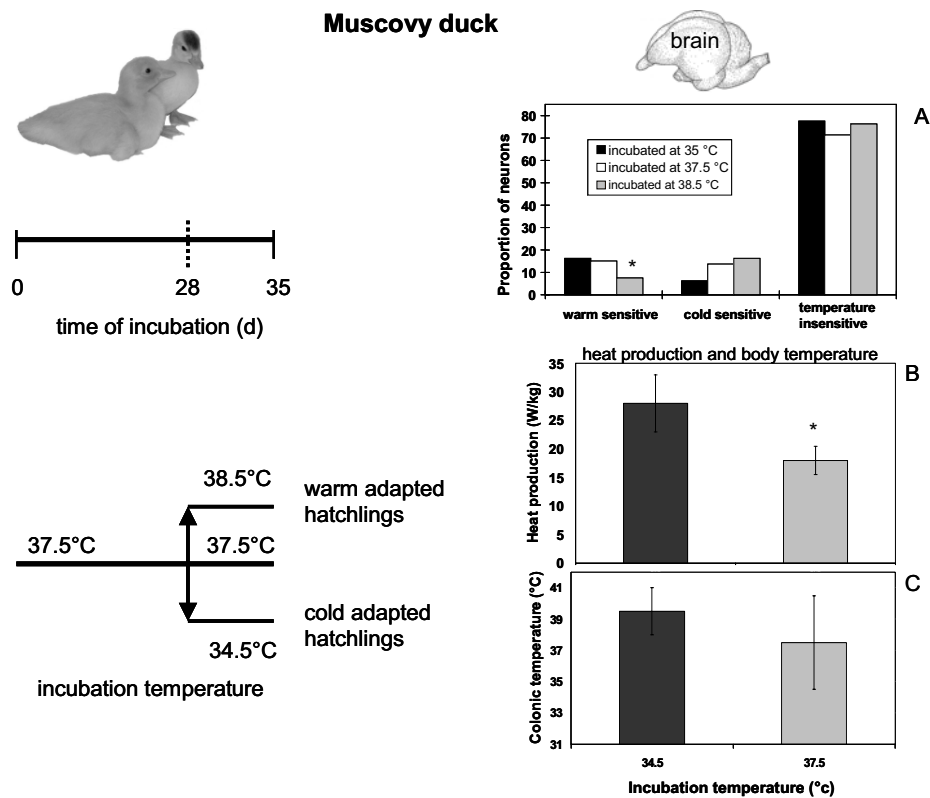 Muscovy duck
brain
A
80
70
60
50
40
30
20
10
0
Proportion of neurons
incubated at 35 °C
incubated at 37.5 °C
incubated at 38.5 °C
*
warm sensitive
cold sensitive
temperature
insensitive
0
28
35
time of incubation (d)
heat production and body temperature
B
35
30
25
20
15
10
5
0
Heat production (W/kg)
*
38.5°C
37.5°C
37.5°C
34.5°C
warm adapted
hatchlings
cold adapted
hatchlings
incubation temperature
C
41
39
37
35
33
31
Colonic temperature (°C)
34.5
37.5
Incubation temperature (°c)